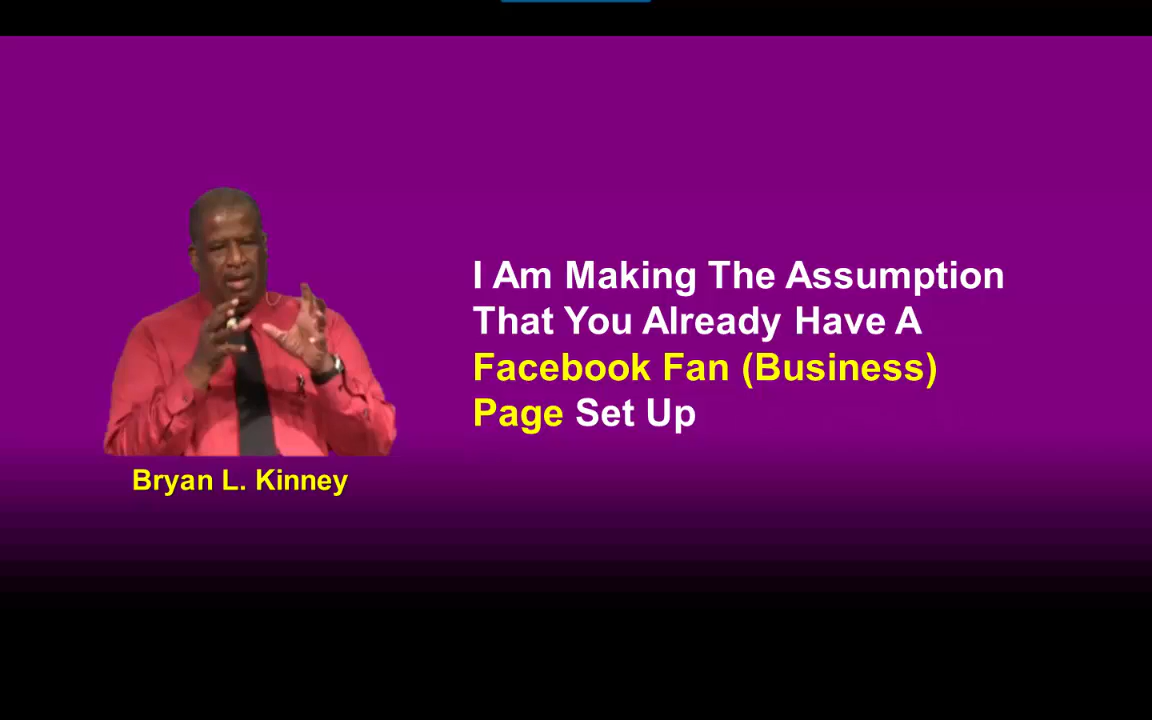 I Am Making The Assumption
That You Already Have A
Facebook Fan (Business)
Page Set Up
Bryan L. Kinney